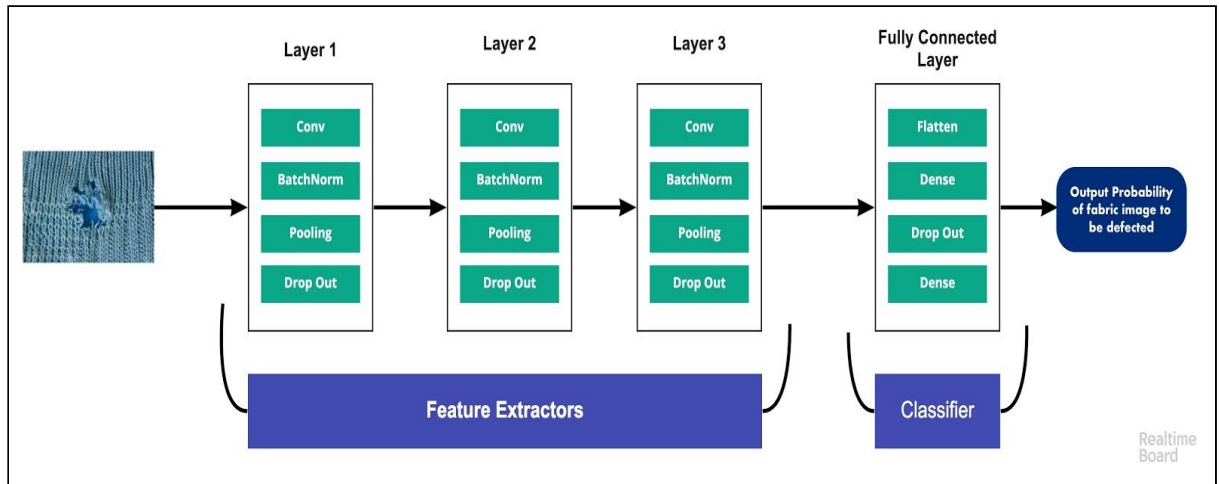 Layer 1
Layer 2
Layer 3
Fully Connected
Layer
Conv
BatchNorm
Pooling
Drop Out
Conv
BatchNorm
Pooling
Drop Out
Conv
BatchNorm
Pooling
Drop Out
Flatten
Dense
Drop Out
Dense
Output Probability
of fabric image to
be defected
Feature Extractors
Classifier
Realtime
Board